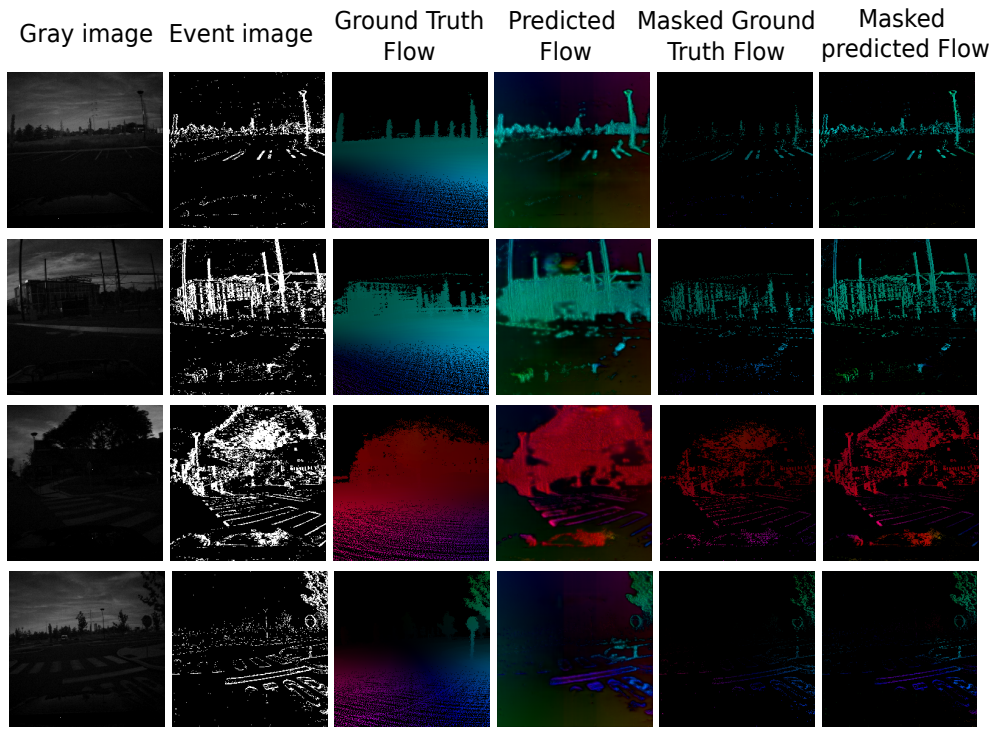 Gray image
Event image
Ground Truth
Flow
Predicted
Flow
Masked Ground
Truth Flow
Masked
predicted Flow